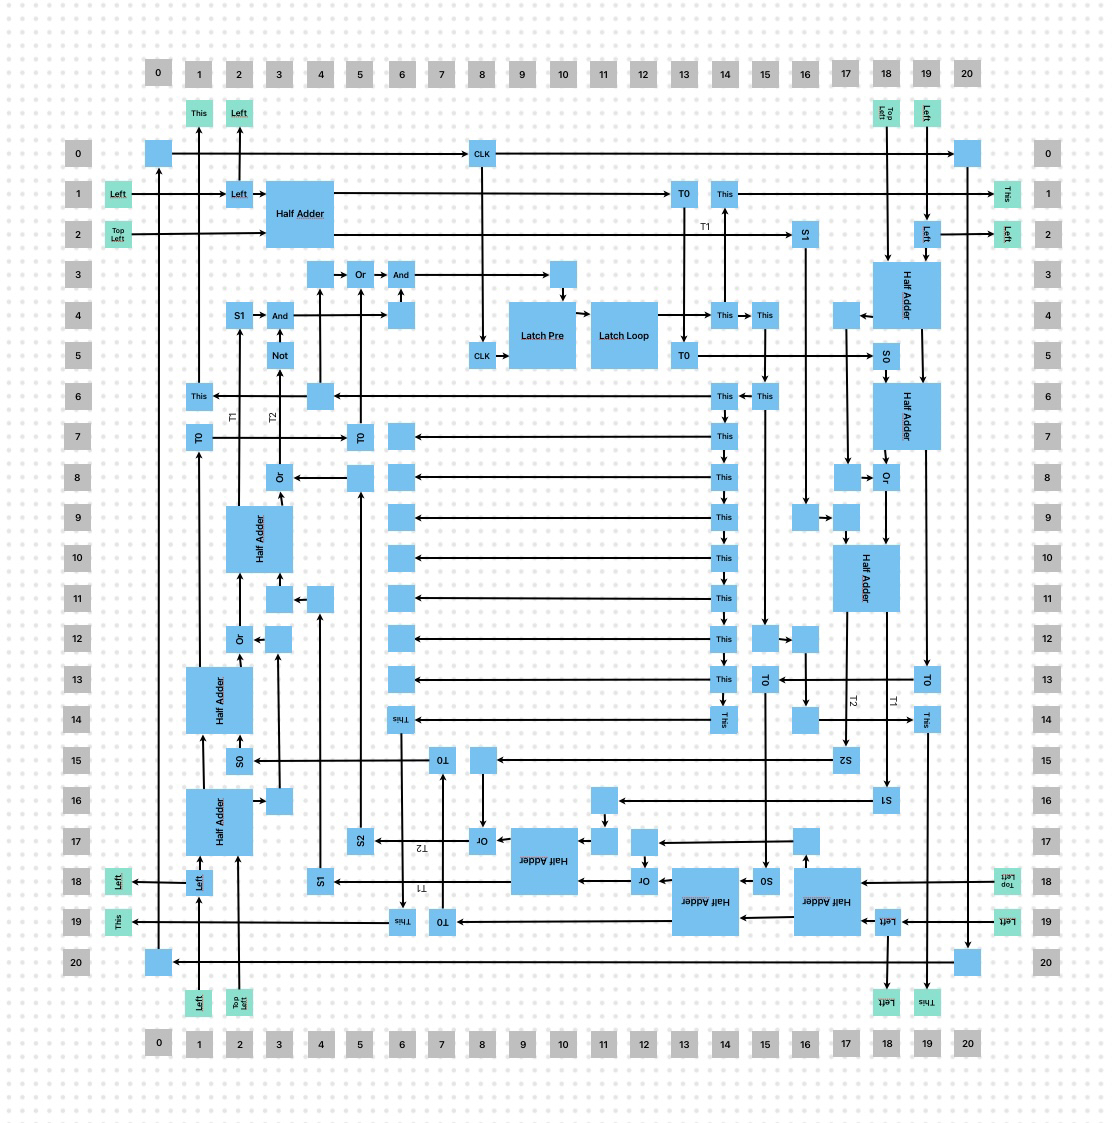 0 1 2 3 4 5 6 7 8 9 10 11 12 13 14 15 16 17 18 19 20
This Left Top Left Left
0 CLK 0
1 Left Left T0 This This 1
Half Adder
2 Top Left T1 S1 Left Left 2
3 Or And Half Adder 3
4 S1 And Latch Pre Latch Loop This This 4
5 Not CLK T0 S0 5
6 This This This Half Adder 6
T1 T2
7 T0 T0 This 7
8 Or This Or 8
9 Half Adder This 9
10 This Half Adder 10
11 This 11
12 Or This 12
13 Half Adder This T0 T0 13
T2 T1
14 This This This 14
15 S0 T0 S2 15
16 Half Adder S1 16
17 S2 T2 Or Half Adder 17
18 Left Left S1 T1 Or Half Adder S0 Half Adder Top Left 18
19 This This T0 Left Left 19
20 20
Left Top Left Left This
0 1 2 3 4 5 6 7 8 9 10 11 12 13 14 15 16 17 18 19 20